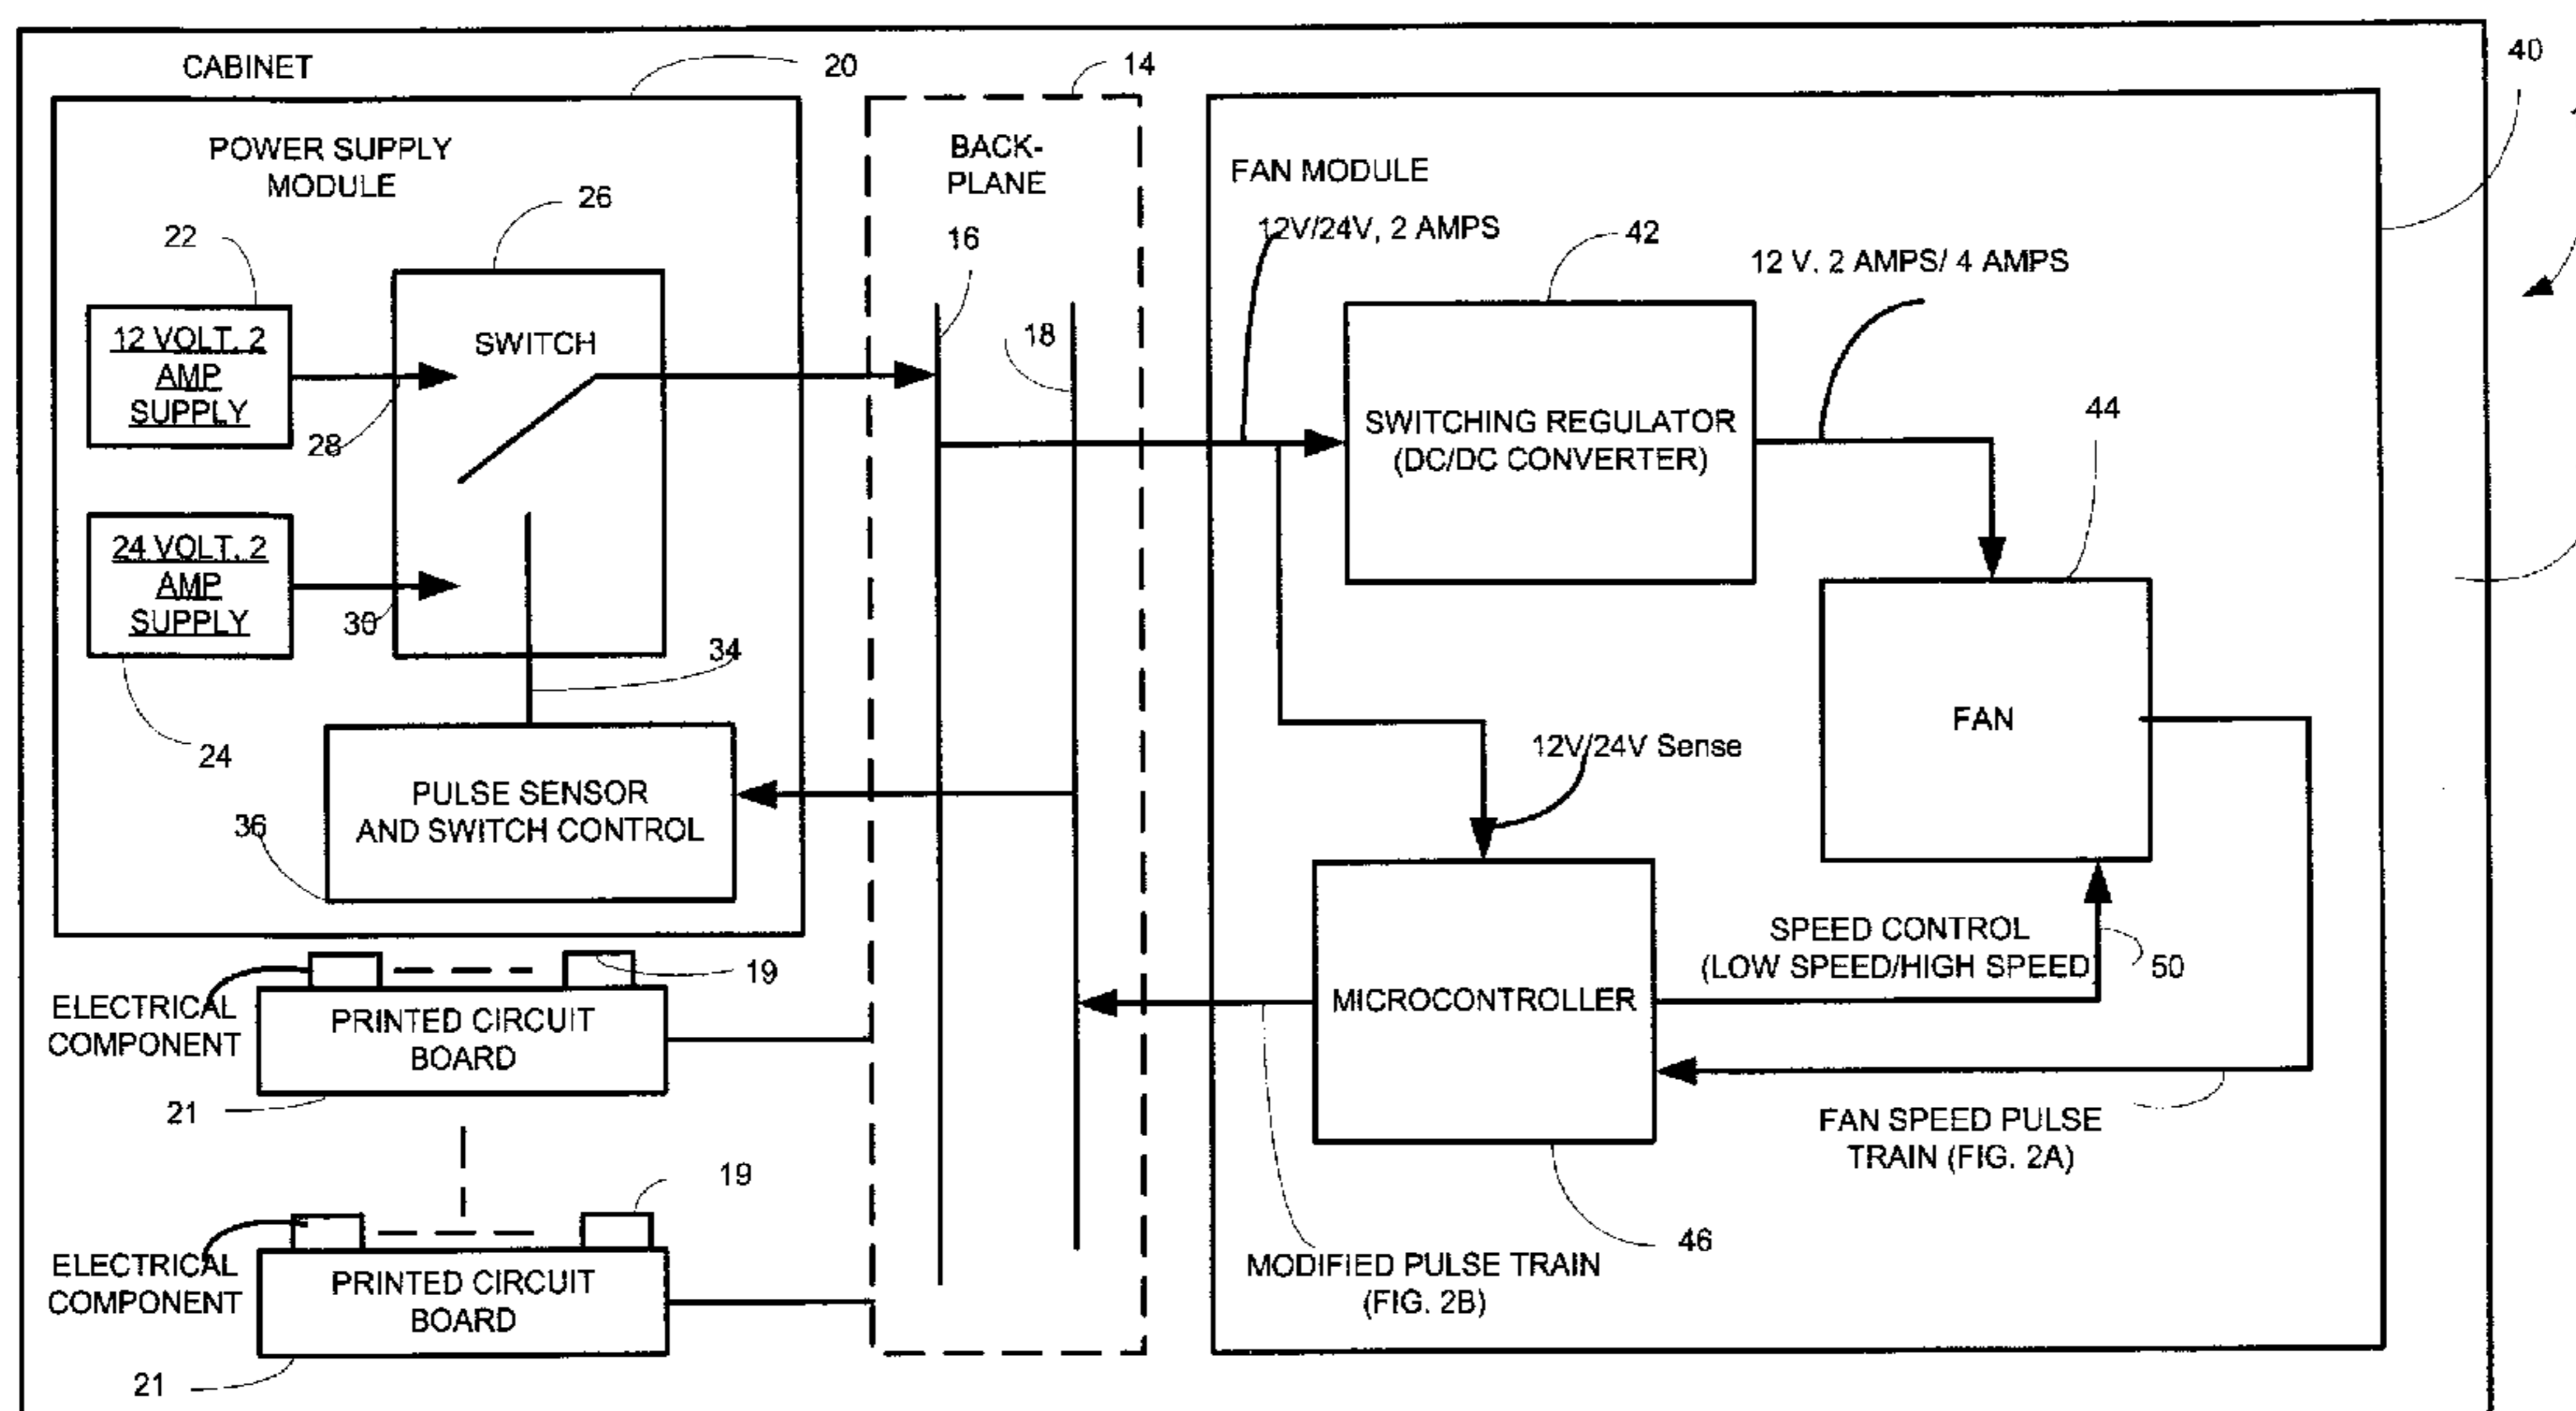 CABINET
20
14
40
POWER SUPPLY
MODULE
BACK-
PLANE
FAN MODULE
26
22
16
12V/24V, 2 AMPS
42
12 V, 2 AMPS/ 4 AMPS
12 VOLT, 2
AMP
SUPPLY
SWITCH
18
28
SWITCHING REGULATOR
(DC/DC CONVERTER)
44
24 VOLT, 2
AMP
SUPPLY
30
34
24
FAN
12V/24V Sense
PULSE SENSOR
AND SWITCH CONTROL
36
SPEED CONTROL
(LOW SPEED/HIGH SPEED
50
19
ELECTRICAL
COMPONENT
PRINTED CIRCUIT
BOARD
MICROCONTROLLER
21
FAN SPEED PULSE
TRAIN (FIG. 2A)
19
46
ELECTRICAL
COMPONENT
PRINTED CIRCUIT
BOARD
MODIFIED PULSE TRAIN
(FIG. 2B)
21